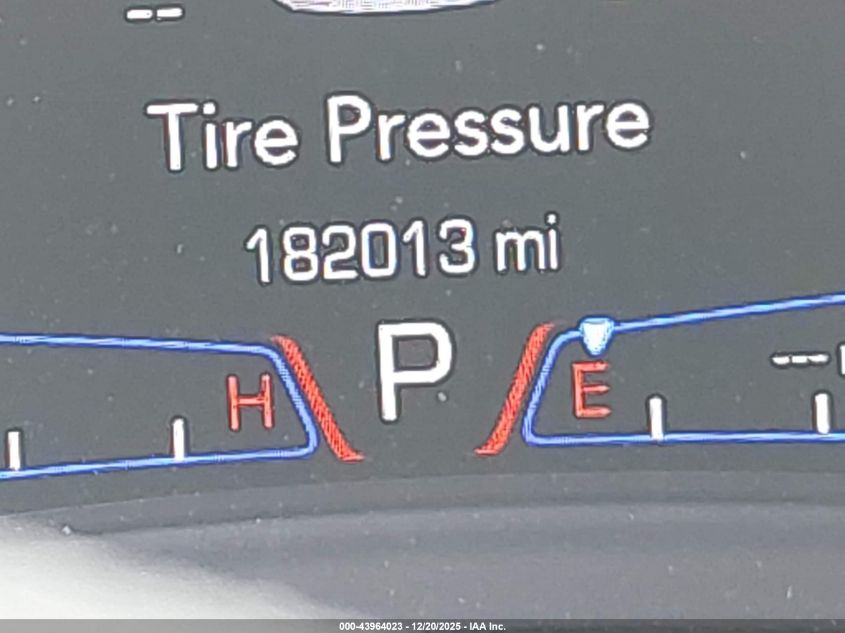 --
Tire Pressure
182013 mi
P
H
E
--
000-43964023 - 12/20/2025 - IAA Inc.